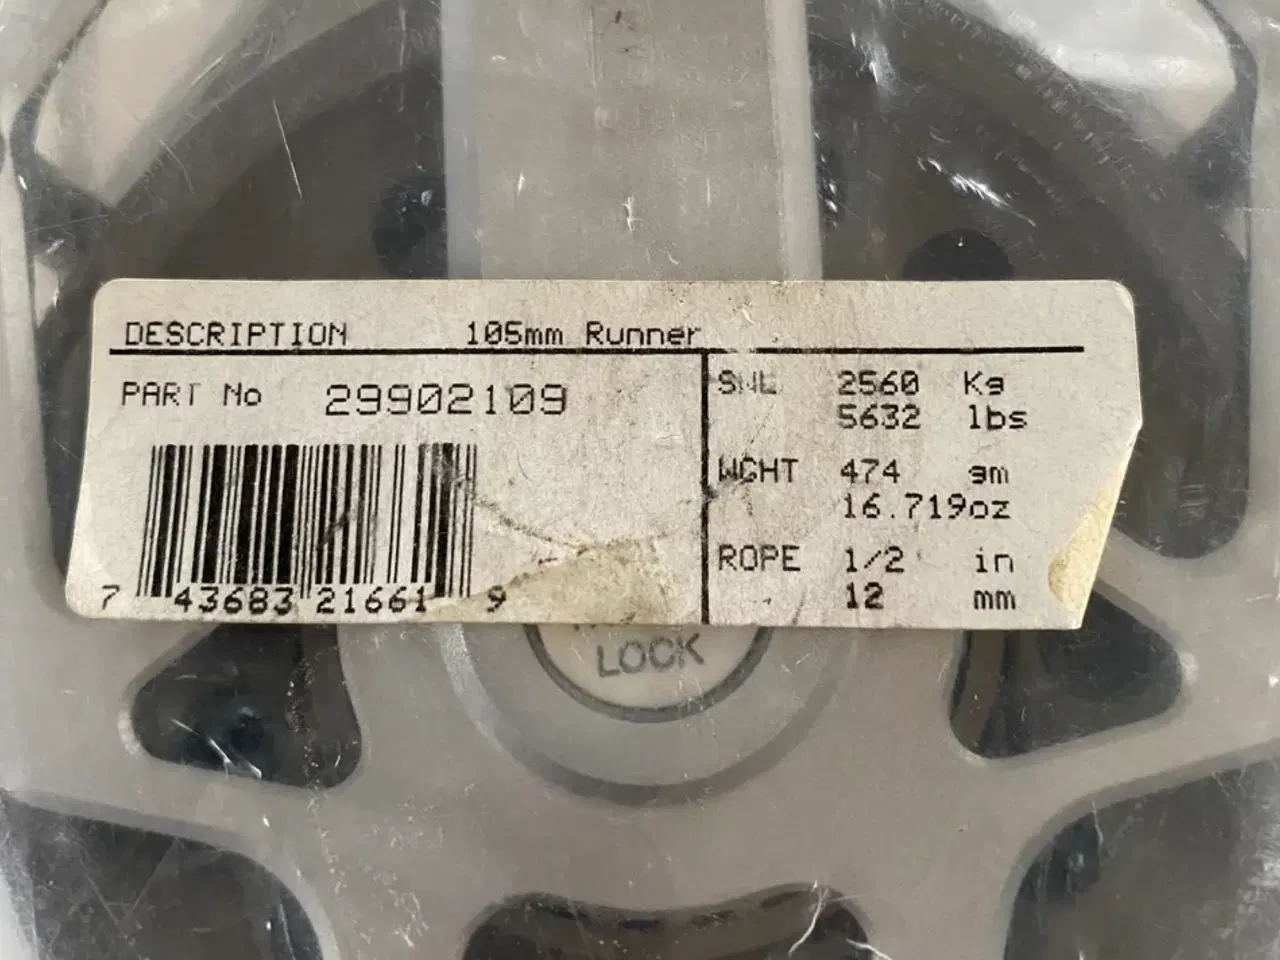 DESCRIPTION 105mm Runner
PART No 29902109
SWL 2560 Kg
5632 lbs
WGHT 474 gm
16.719oz
ROPE 1/2 in
12 mm
7 43683 21661 9
LOCK